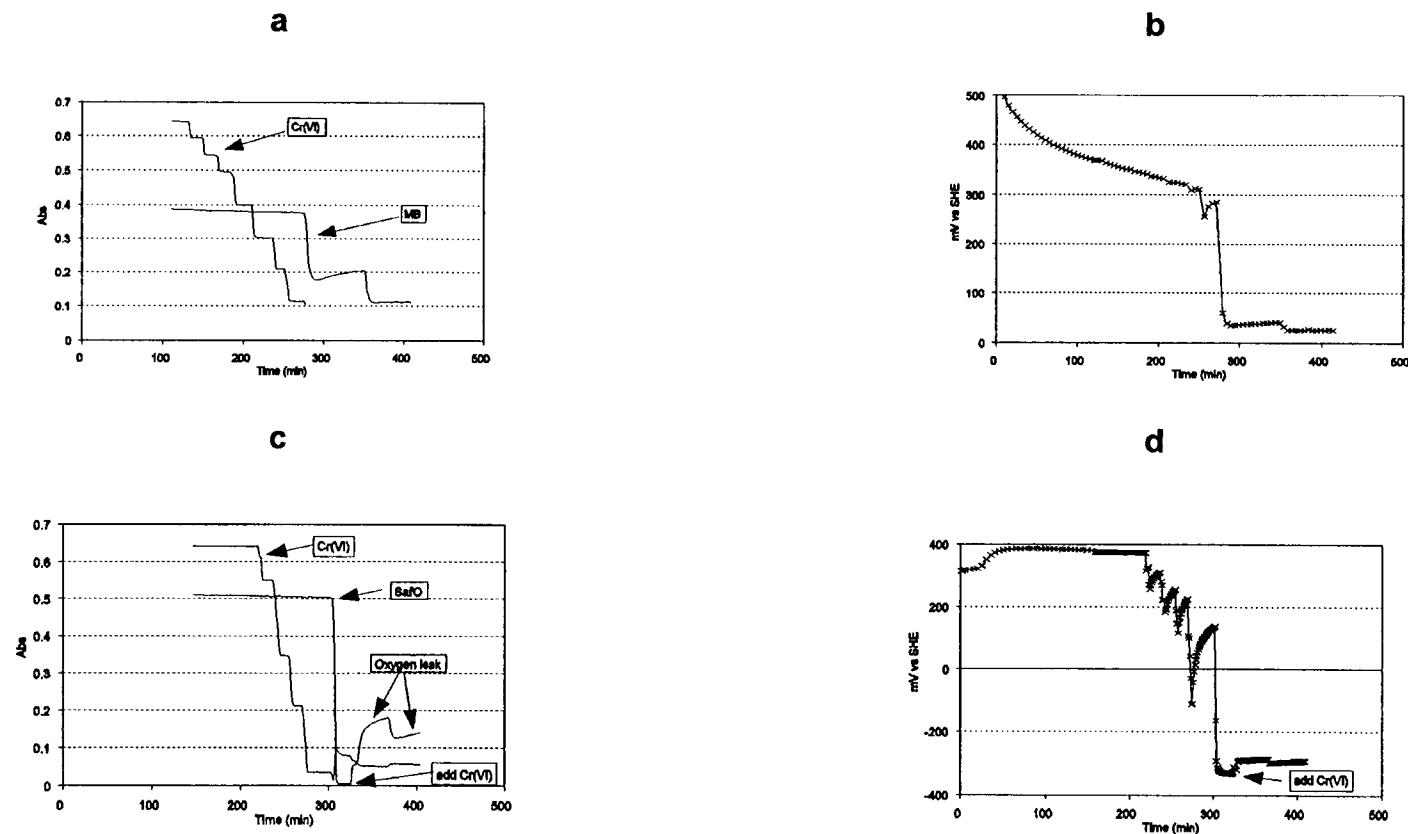 a
0.7
0.6
0.5
0.4
0.3
0.2
0.1
0
Abs
Cr(VI)
MB
0 100 200 300 400 500
Time (min)
b
500
400
300
200
100
0
mV vs SHE
0 100 200 300 400 500
Time (min)
c
0.7
0.6
0.5
0.4
0.3
0.2
0.1
0
Abs
Cr(VI)
SafO
Oxygen leak
add Cr(VI)
0 100 200 300 400 500
Time (min)
d
400
200
0
-200
-400
mV vs SHE
add Cr(VI)
0 100 200 300 400 500
Time (min)